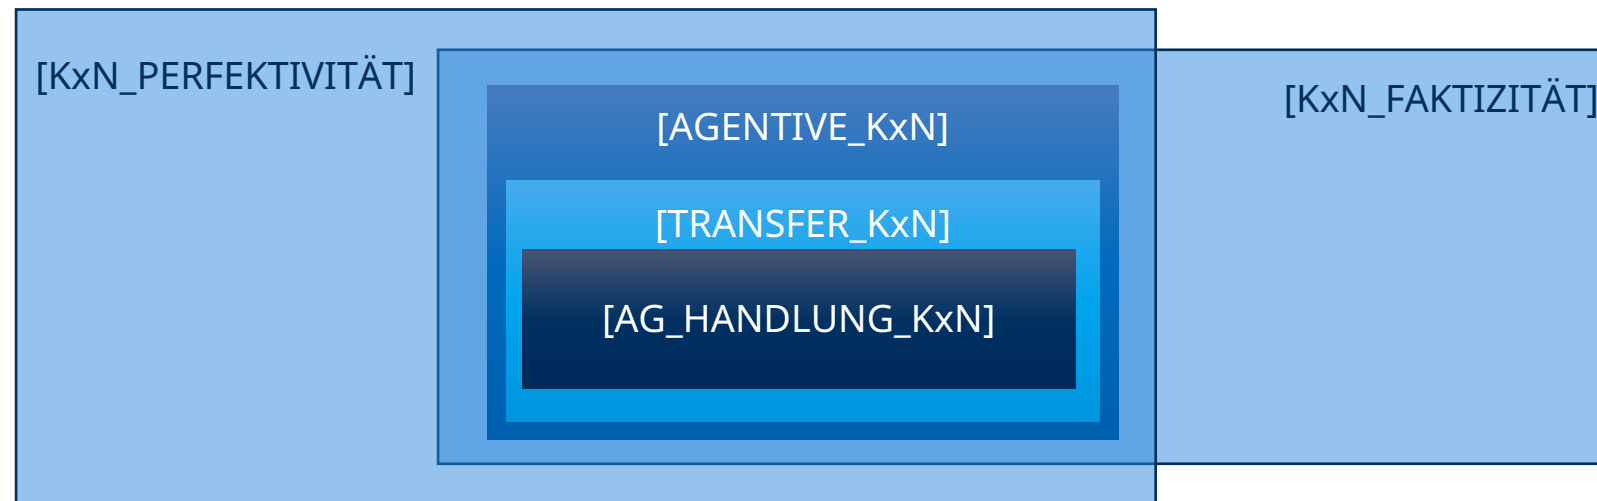 [KxN_PERFEKTIVITÄT]
[KxN_FAKTIZITÄT]
[AGENTIVE_KxN]
[TRANSFER_KxN]
[AG_HANDLUNG_KxN]